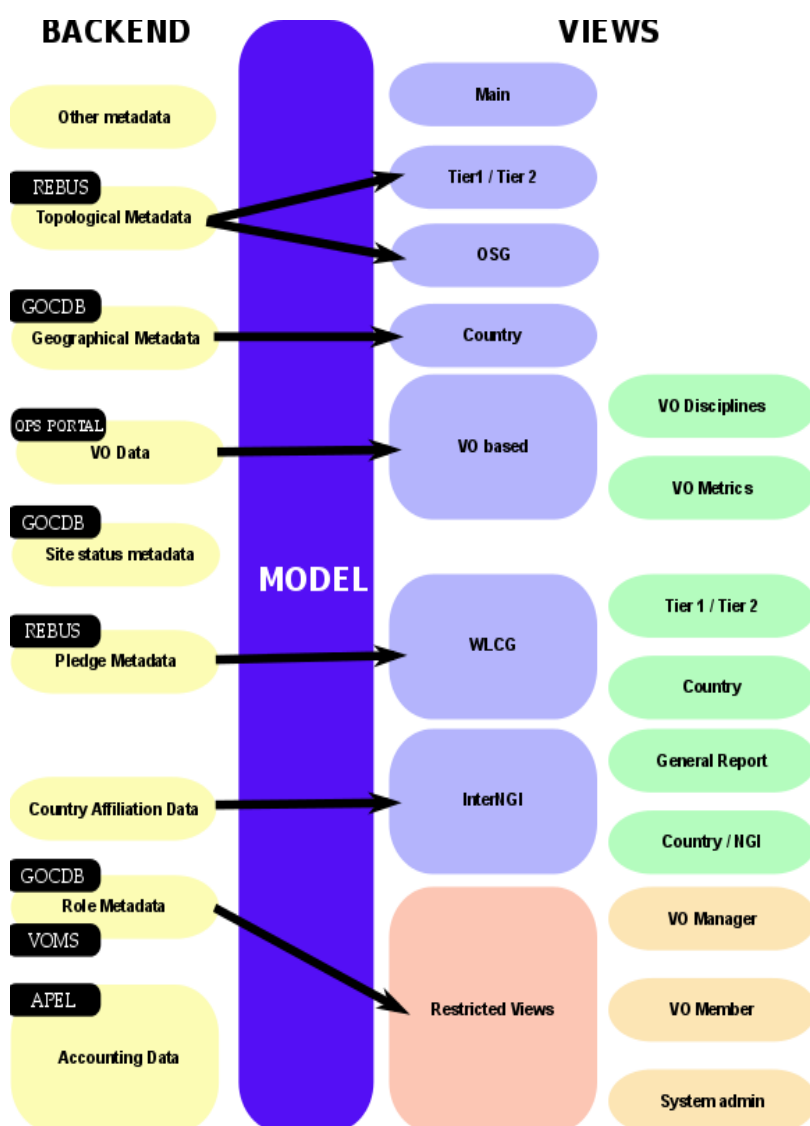 BACKEND
VIEWS
Main
Other metadata
REBUS
Topological Metadata
Tier1 / Tier 2
OSG
GOCDB
Geographical Metadata
Country
OPS PORTAL
VO Data
VO based
VO Disciplines
VO Metrics
GOCDB
Site status metadata
MODEL
REBUS
Pledge Metadata
WLCG
Tier 1 / Tier 2
Country
Country Affiliation Data
InterNGI
General Report
Country / NGI
GOCDB
Role Metadata
VOMS
APEL
Accounting Data
Restricted Views
VO Manager
VO Member
System admin